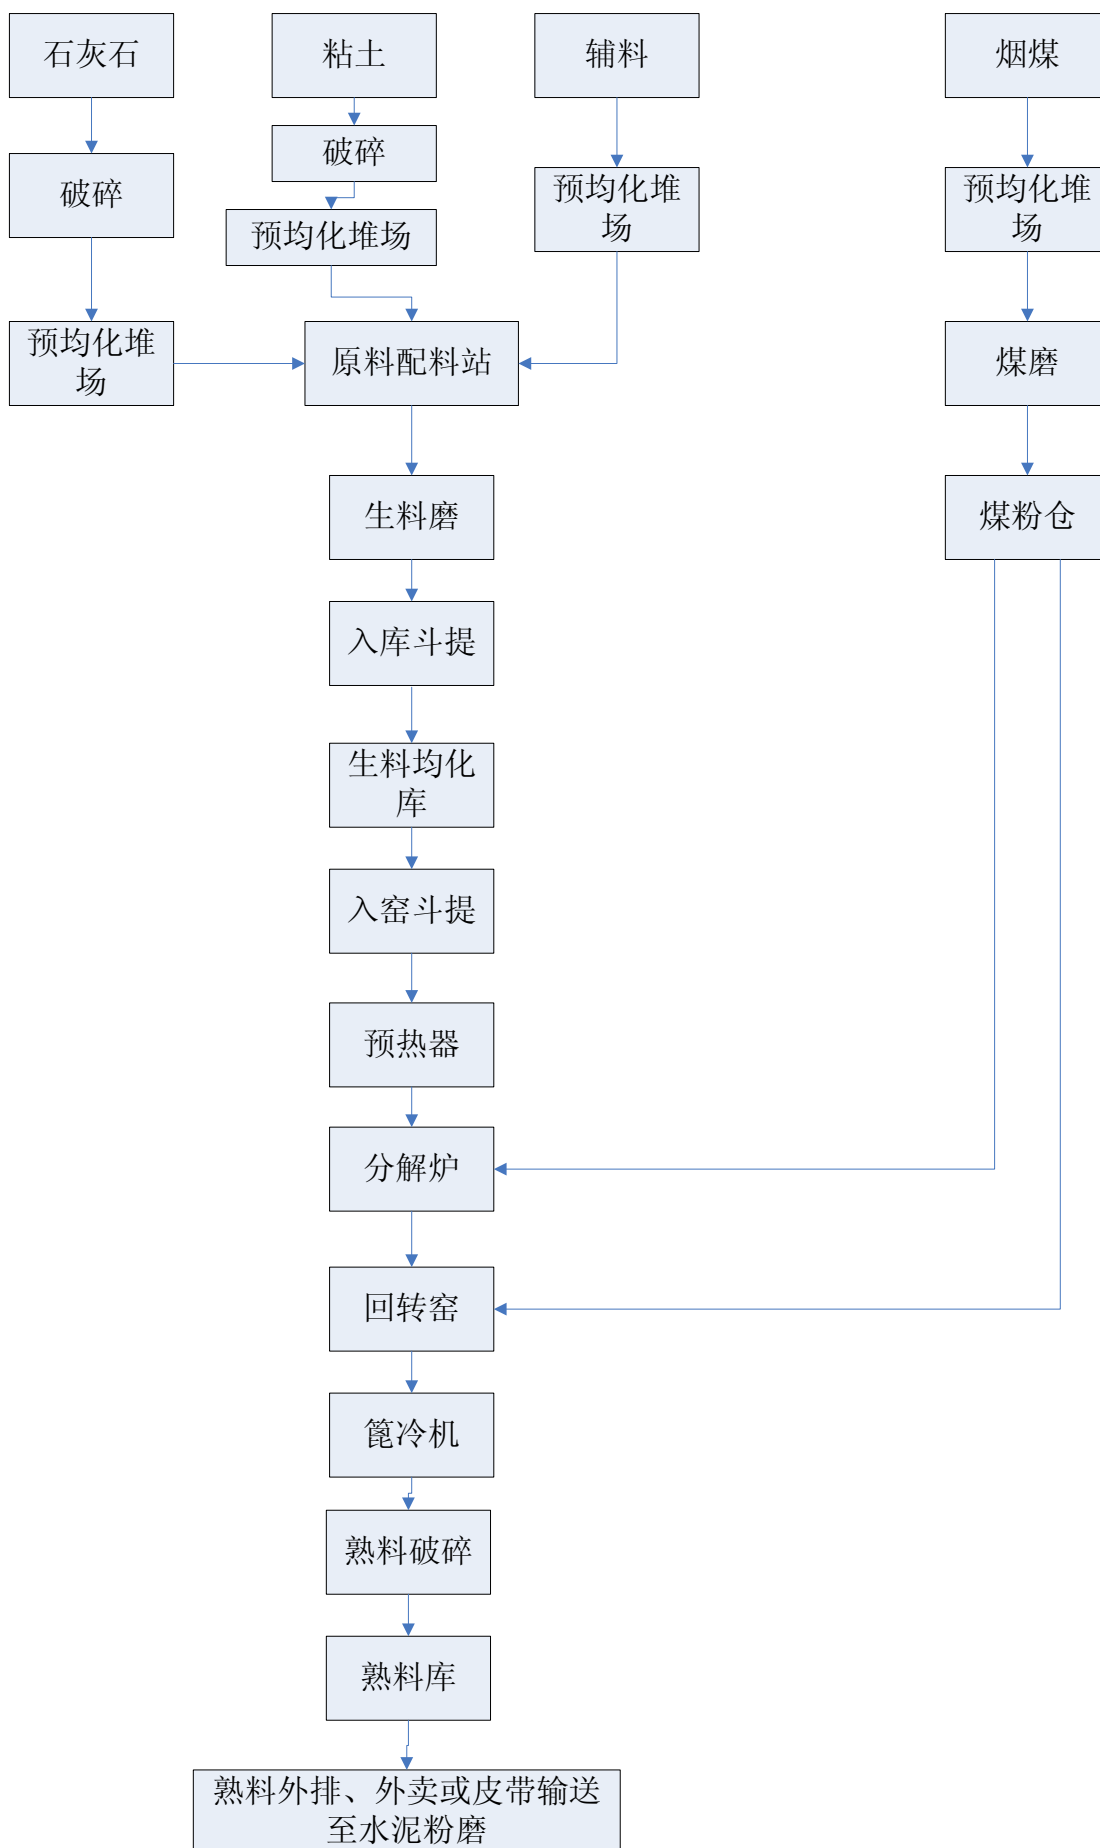 石灰石
粘土
辅料
烟煤
破碎
破碎
预均化堆
场
预均化堆
场
预均化堆场
预均化堆
场
原料配料站
煤磨
生料磨
煤粉仓
入库斗提
生料均化
库
入窑斗提
预热器
分解炉
回转窑
篦冷机
熟料破碎
熟料库
熟料外排、外卖或皮带输送
至水泥粉磨